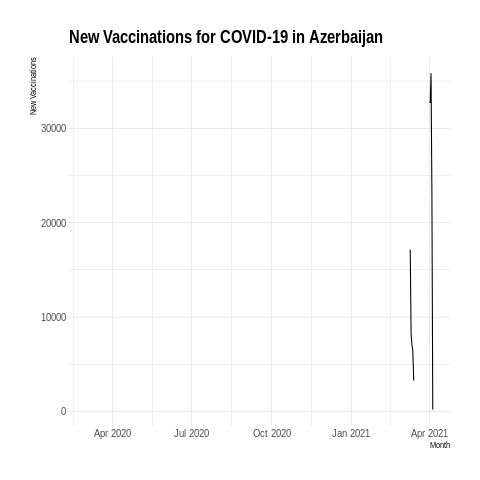 New Vaccinations for COVID-19 in Azerbaijan
New Vaccinations
30000
20000
10000
0
Apr 2020 Jul 2020 Oct 2020 Jan 2021 Apr 2021
Month